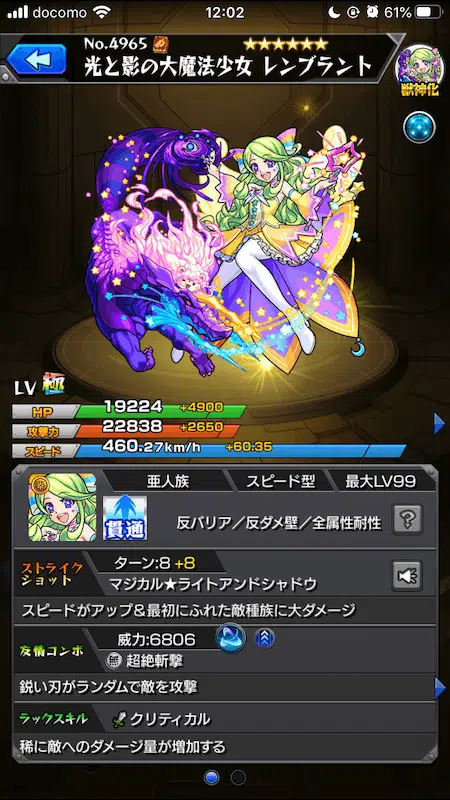 docomo 12:02 61%
No.4965 ★★★★★★
光と影の大魔法少女 レンブラント
獣神化
LV 極
HP 19224 +4900
攻撃力 22838 +2650
スピード 460.27km/h +60.35
亜人族 スピード型 最大LV99
貫通 反バリア／反ダメ壁／全属性耐性 ?
ストライクショット ターン:8 +8
マジカル★ライトアンドシャドウ
スピードがアップ&最初にふれた敵種族に大ダメージ
友情コンボ 威力:6806
超絶斬撃
鋭い刃がランダムで敵を攻撃
ラックスキル クリティカル
稀に敵へのダメージ量が増加する